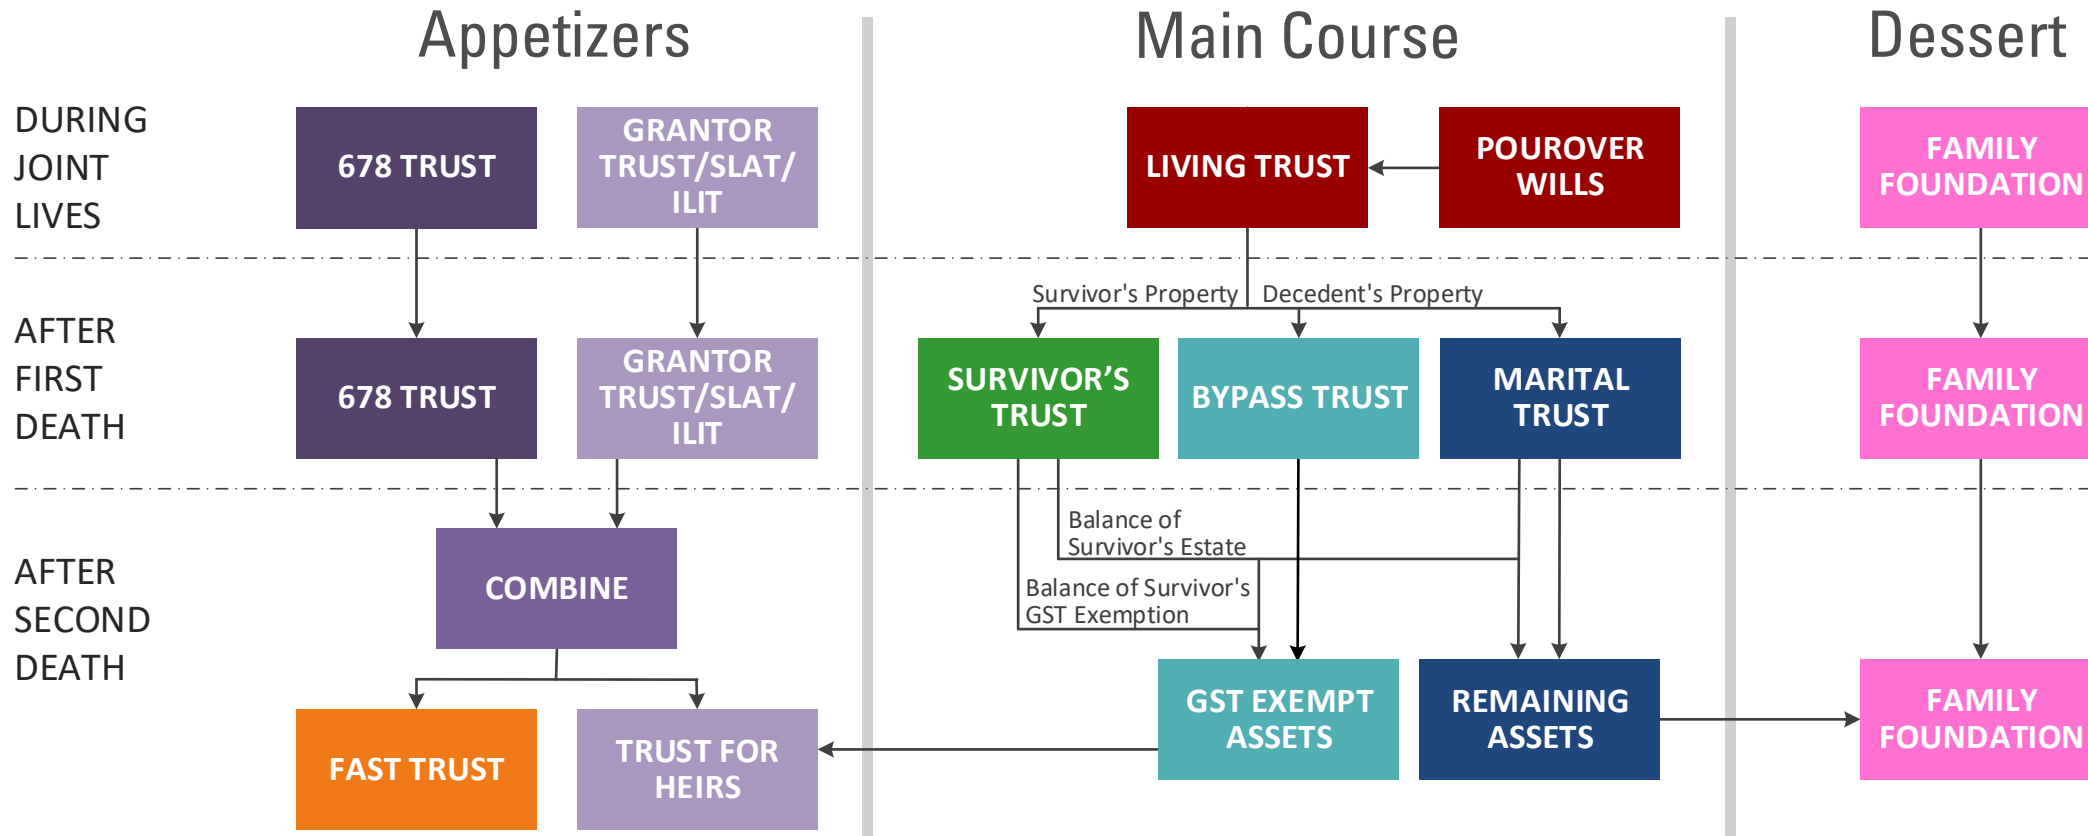 Appetizers
Main Course
Dessert
DURING
JOINT
LIVES
678 TRUST
GRANTOR
TRUST/SLAT/
ILIT
LIVING TRUST
POUROVER
WILLS
FAMILY
FOUNDATION
Survivor's Property
Decedent's Property
AFTER
FIRST
DEATH
678 TRUST
GRANTOR
TRUST/SLAT/
ILIT
SURVIVOR’S
TRUST
BYPASS TRUST
MARITAL
TRUST
FAMILY
FOUNDATION
AFTER
SECOND
DEATH
COMBINE
Balance of
Survivor's Estate
Balance of Survivor's
GST Exemption
FAST TRUST
TRUST FOR
HEIRS
GST EXEMPT
ASSETS
REMAINING
ASSETS
FAMILY
FOUNDATION